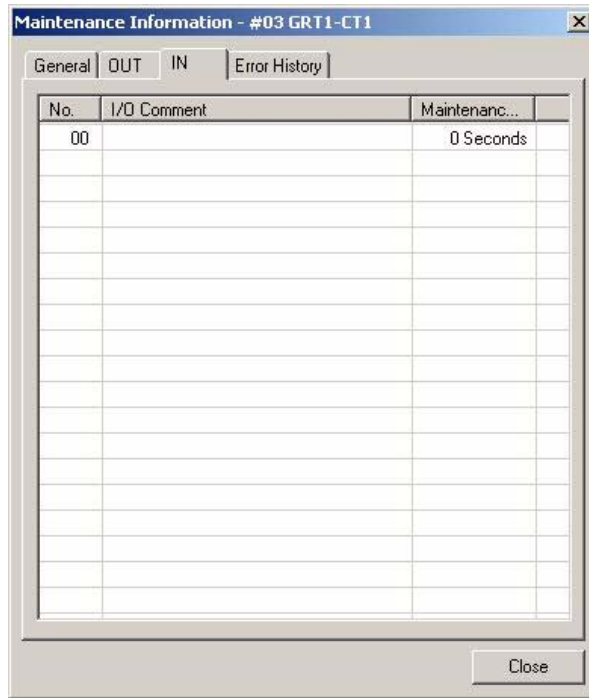 Maintenance Information - #03 GRT1-CT1
General OUT IN Error History
No. I/O Comment Maintenanc...
00 0 Seconds
Close